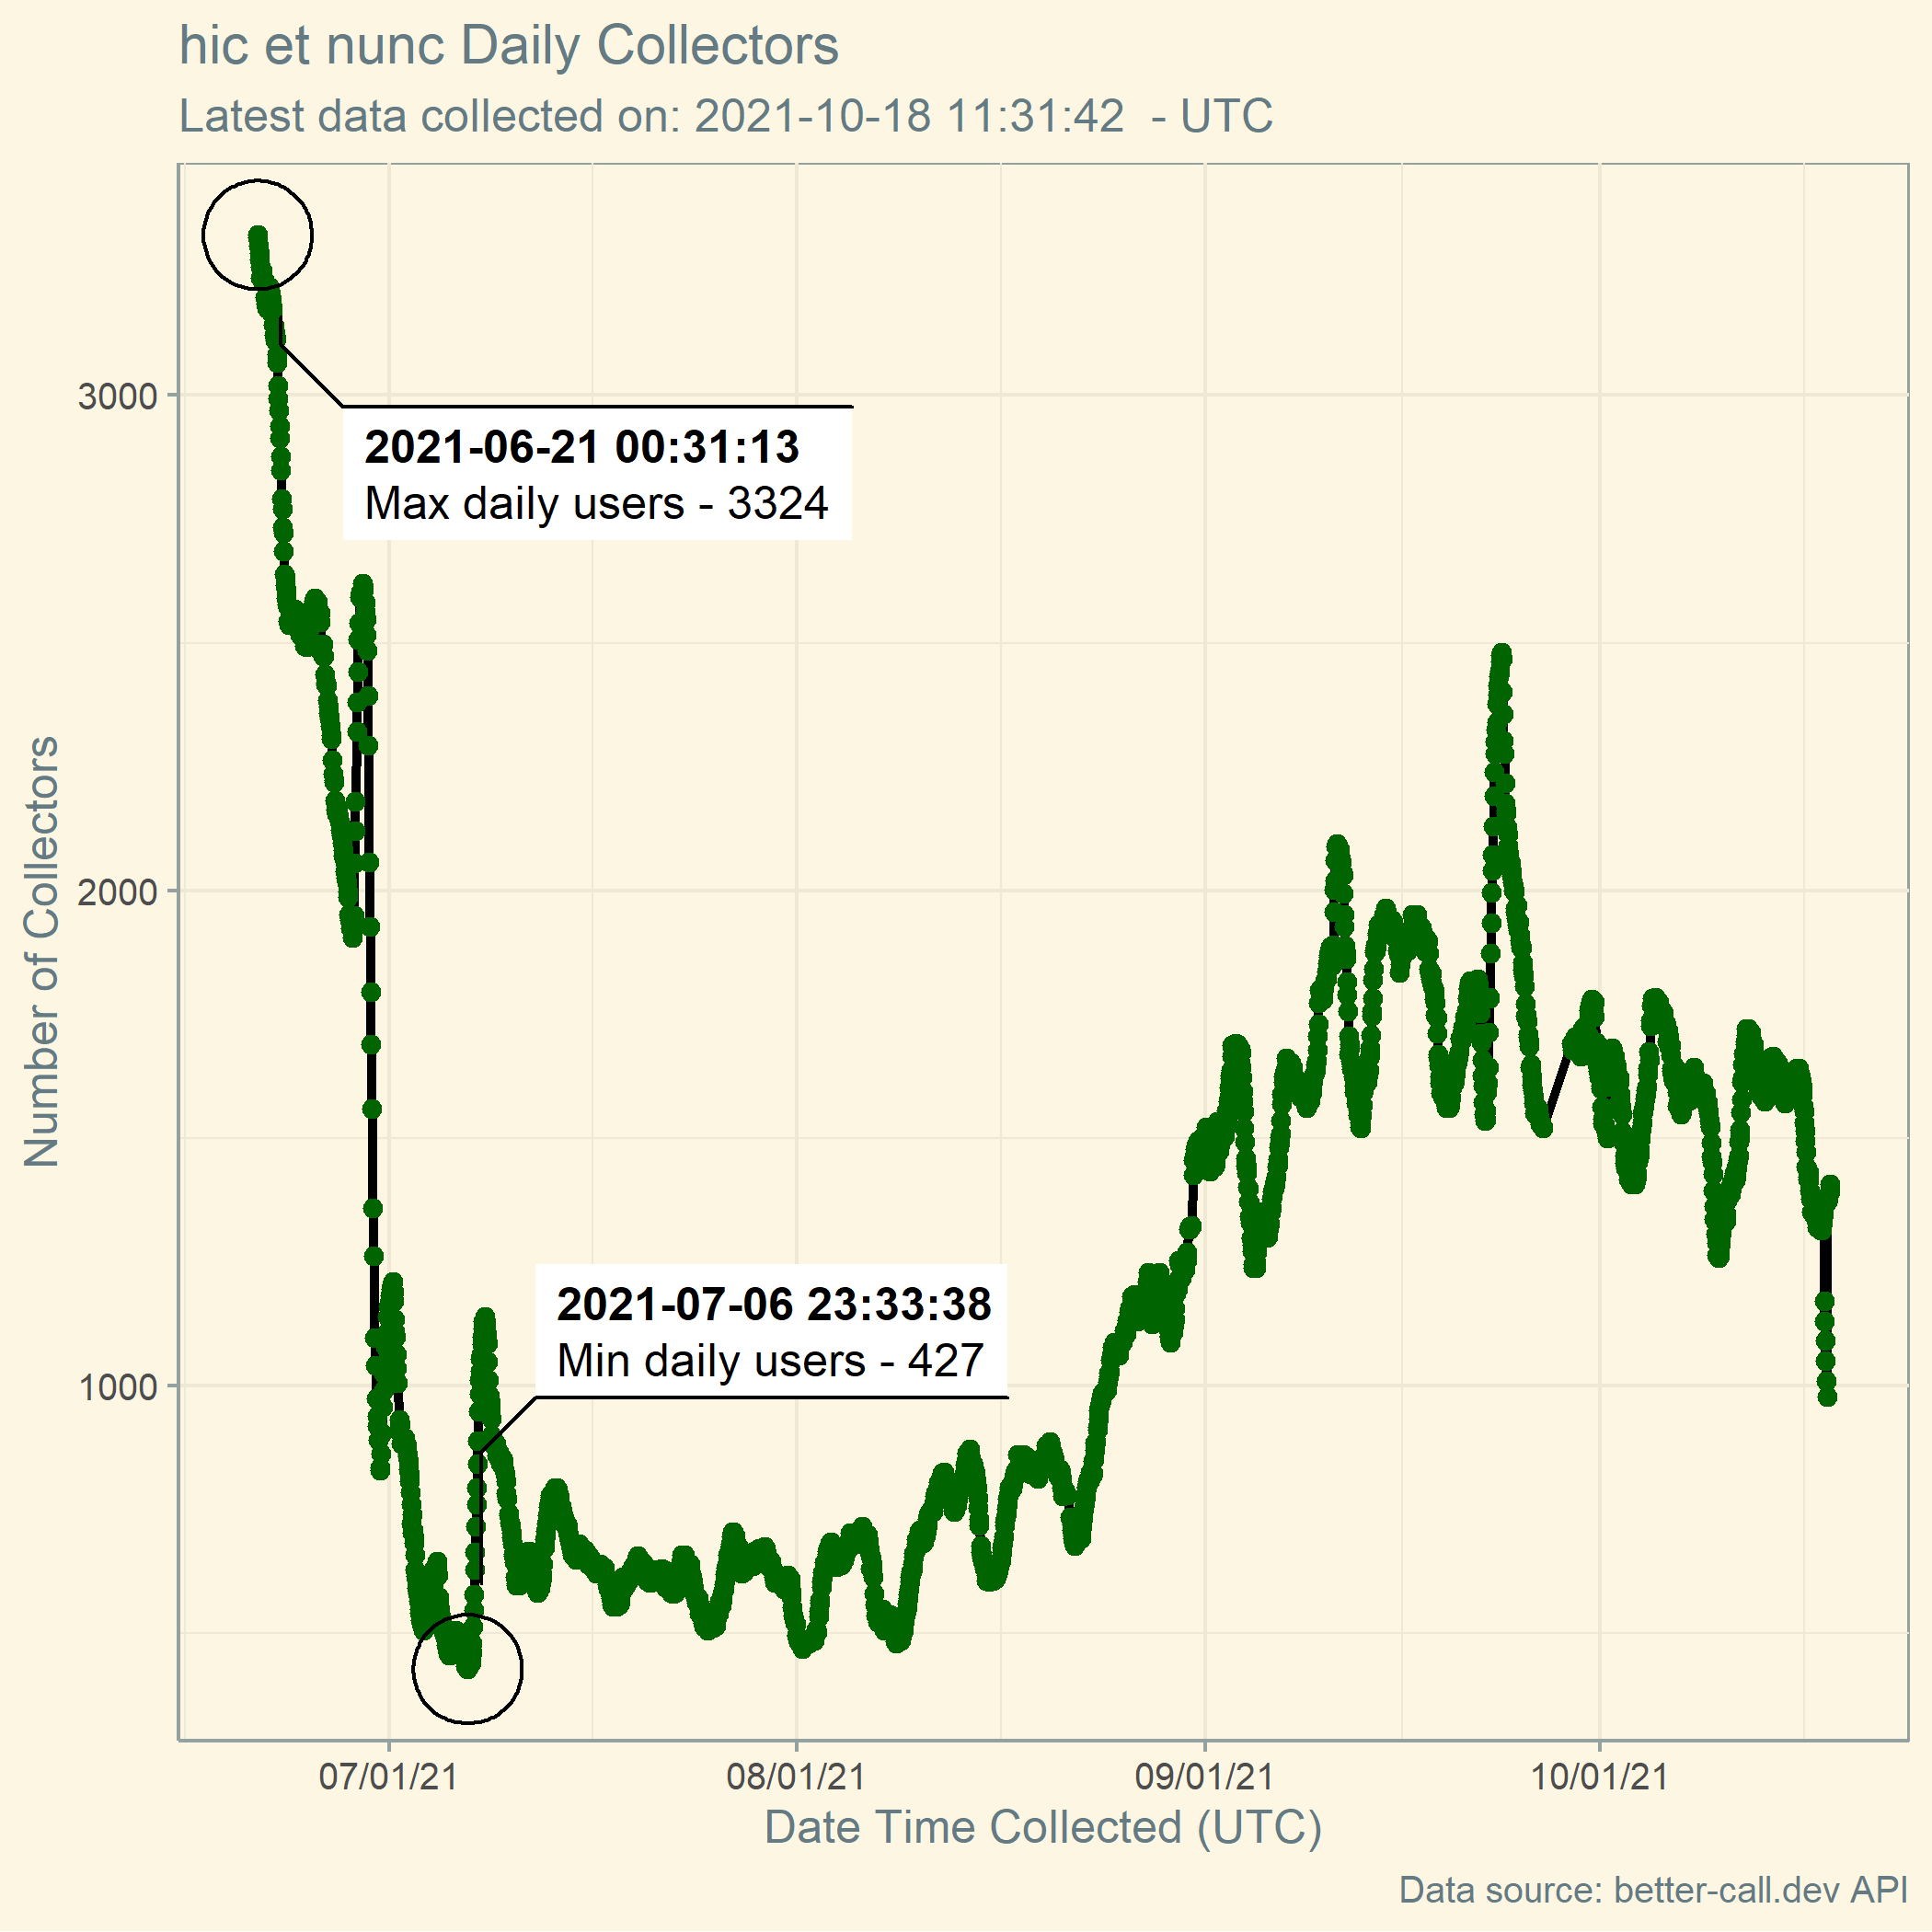 hic et nunc Daily Collectors
Latest data collected on: 2021-10-18 11:31:42  - UTC
Number of Collectors
3000
2000
1000
2021-06-21 00:31:13
Max daily users - 3324
2021-07-06 23:33:38
Min daily users - 427
07/01/21
08/01/21
09/01/21
10/01/21
Date Time Collected (UTC)
Data source: better-call.dev API